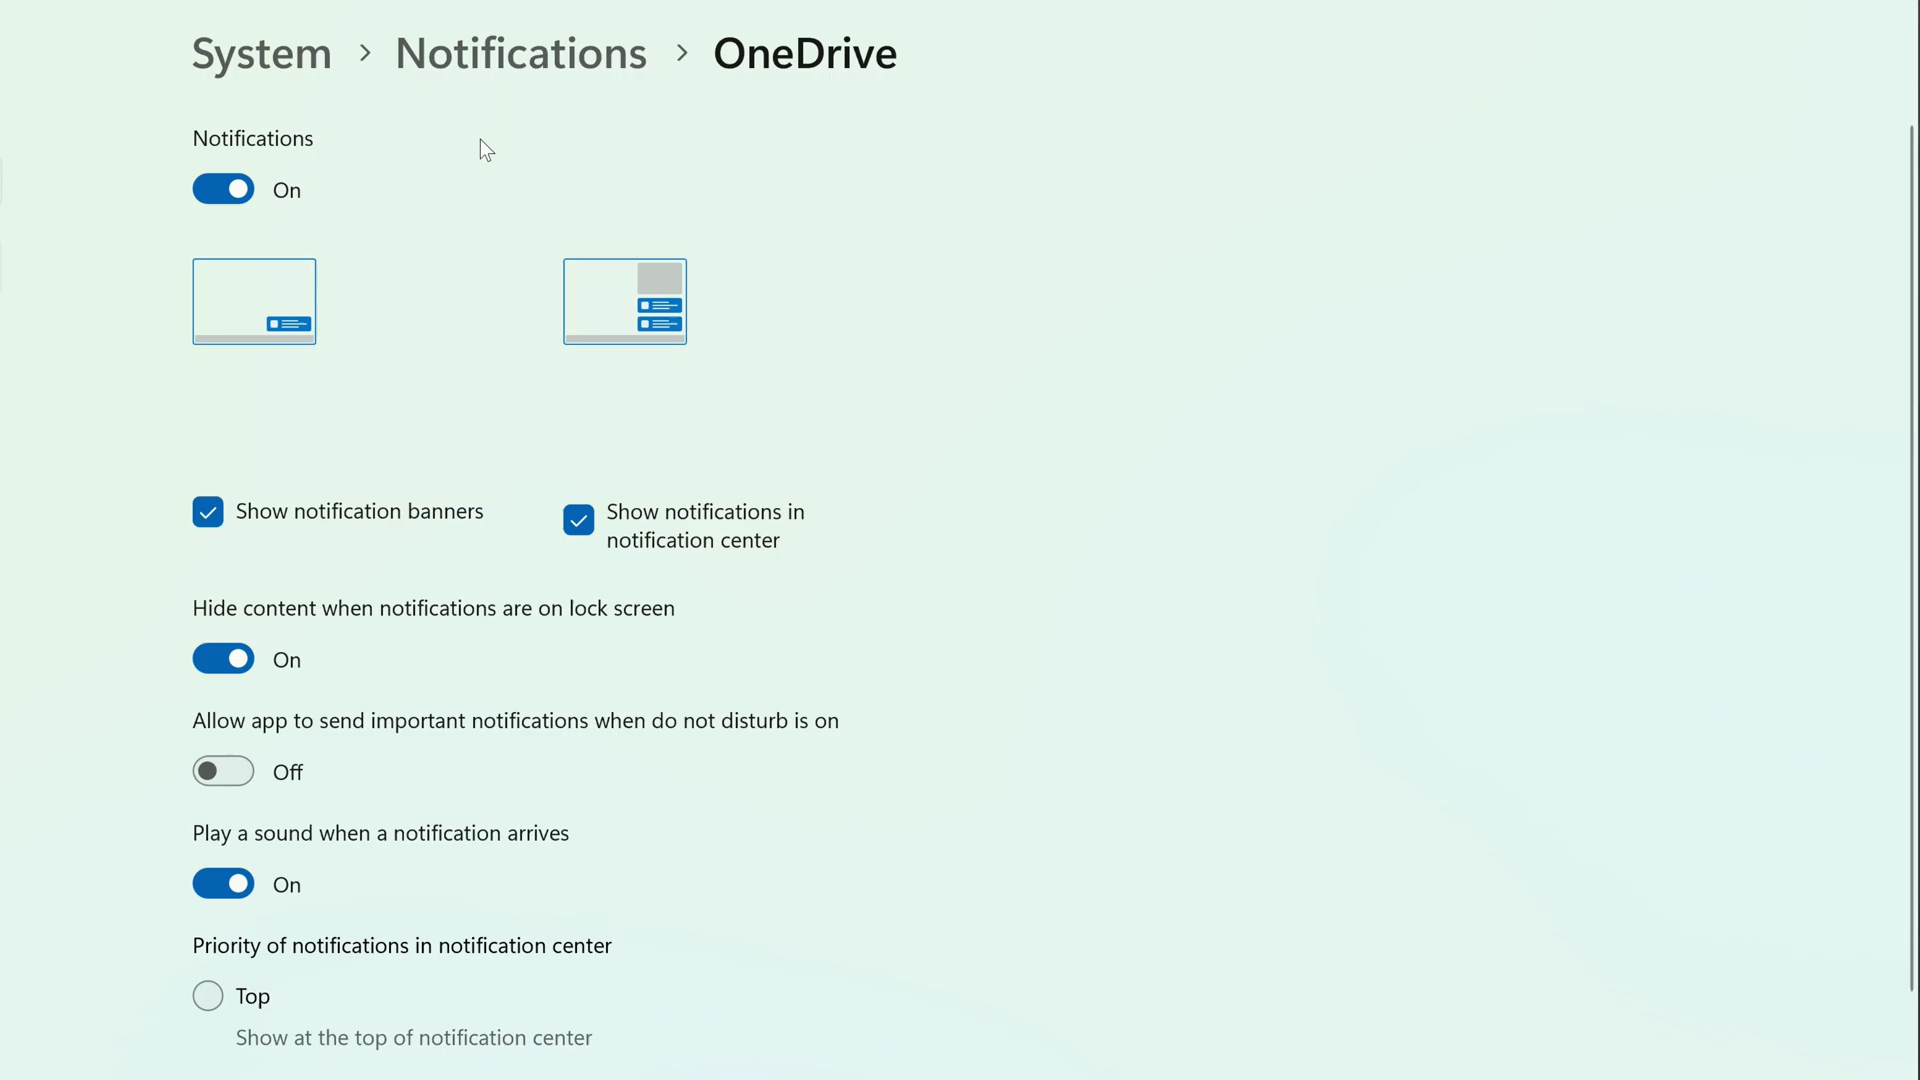 System > Notifications > OneDrive
Notifications
On
Show notification banners
Show notifications in
notification center
Hide content when notifications are on lock screen
On
Allow app to send important notifications when do not disturb is on
Off
Play a sound when a notification arrives
On
Priority of notifications in notification center
Top
Show at the top of notification center